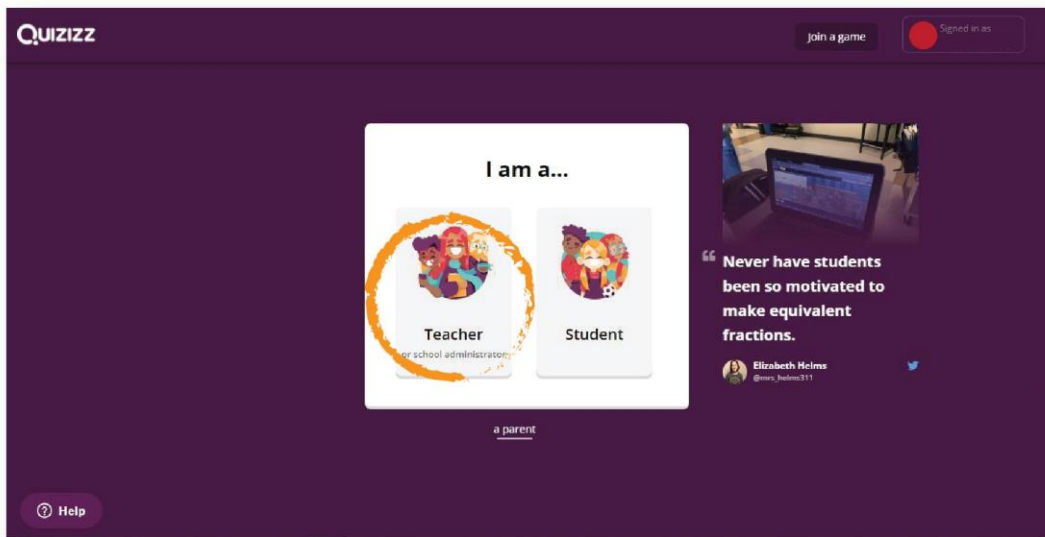 QUIZIZZ
Join a game
Signed in as
I am a...
Teacher
or school administrator
Student
a parent
“ Never have students
been so motivated to
make equivalent
fractions.
Elizabeth Helms
@mrs_helms311
Help